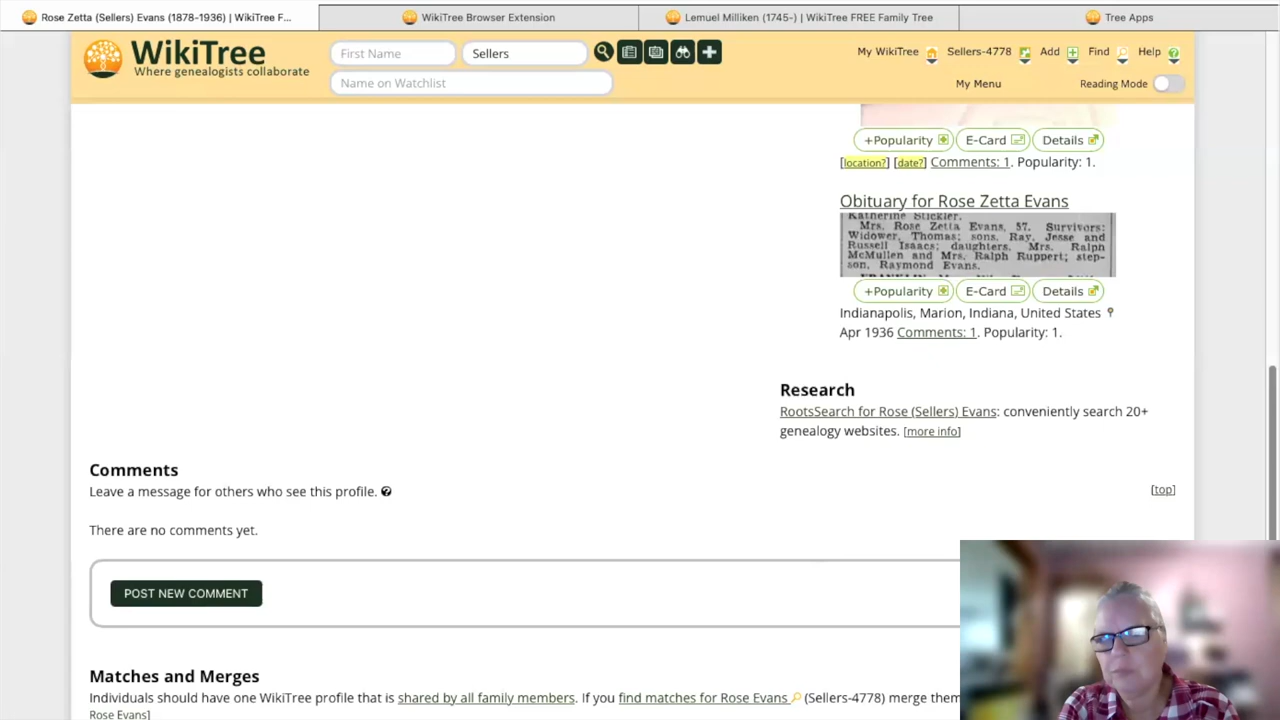 Rose Zetta (Sellers) Evans (1878-1936) | WikiTree F...
WikiTree Browser Extension
Lemuel Milliken (1745-) | WikiTree FREE Family Tree
Tree Apps
WikiTree
Where genealogists collaborate
First Name
Sellers
Name on Watchlist
My WikiTree
Sellers-4778
Add
Find
Help
My Menu
Reading Mode
+Popularity
E-Card
Details
[location?] [date?] Comments: 1. Popularity: 1.
Obituary for Rose Zetta Evans
Katherine Stickler.
Mrs. Rose Zetta Evans, 57. Survivors:
Widower, Thomas; sons, Ray, Jesse and
Russell Isaacs; daughters, Mrs. Ralph
McMullen and Mrs. Ralph Ruppert; step-
son, Raymond Evans.
+Popularity
E-Card
Details
Indianapolis, Marion, Indiana, United States
Apr 1936 Comments: 1. Popularity: 1.
Research
RootsSearch for Rose (Sellers) Evans: conveniently search 20+
genealogy websites. [more info]
Comments
Leave a message for others who see this profile.
[top]
There are no comments yet.
POST NEW COMMENT
Matches and Merges
Individuals should have one WikiTree profile that is shared by all family members. If you find matches for Rose Evans (Sellers-4778) merge them
Rose Evans]